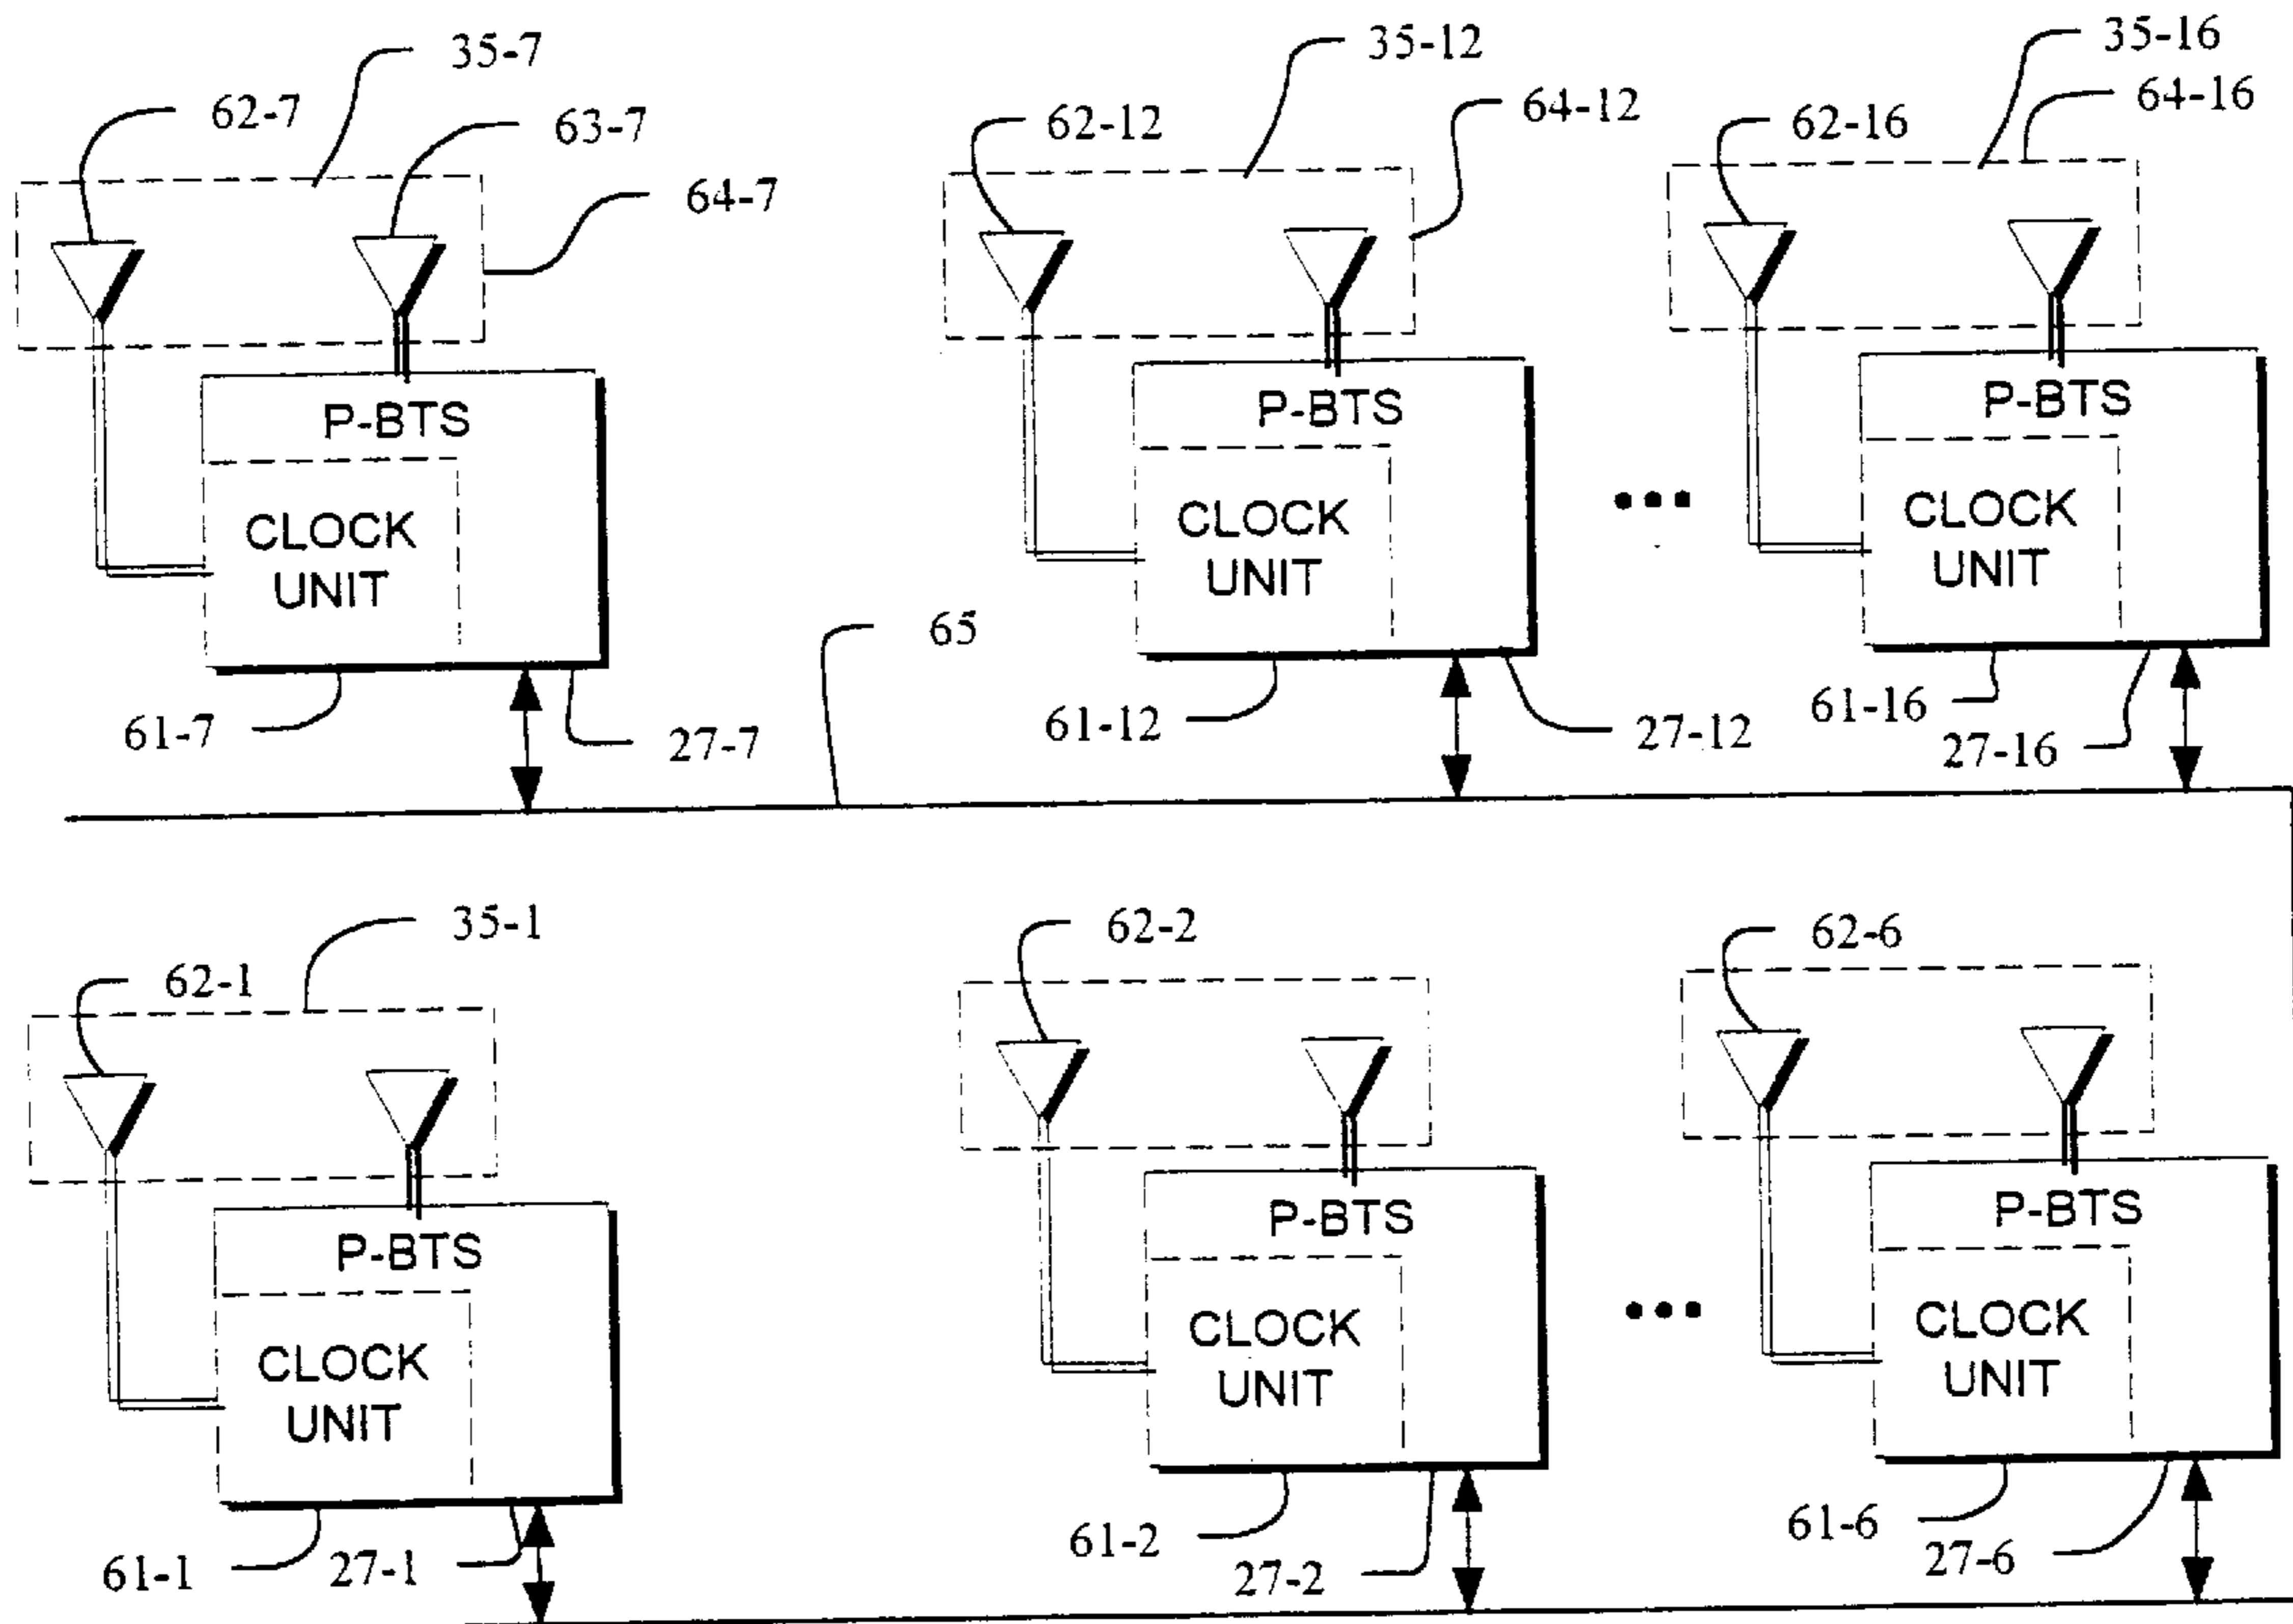 35-7
35-12
35-16
62-7
63-7
62-12
64-12
62-16
64-16
64-7
P-BTS
P-BTS
P-BTS
CLOCK
UNIT
CLOCK
UNIT
CLOCK
UNIT
65
61-7
27-7
61-12
27-12
61-16
27-16
35-1
62-2
62-6
62-1
P-BTS
P-BTS
P-BTS
CLOCK
UNIT
CLOCK
UNIT
CLOCK
UNIT
61-1
27-1
61-2
27-2
61-6
27-6